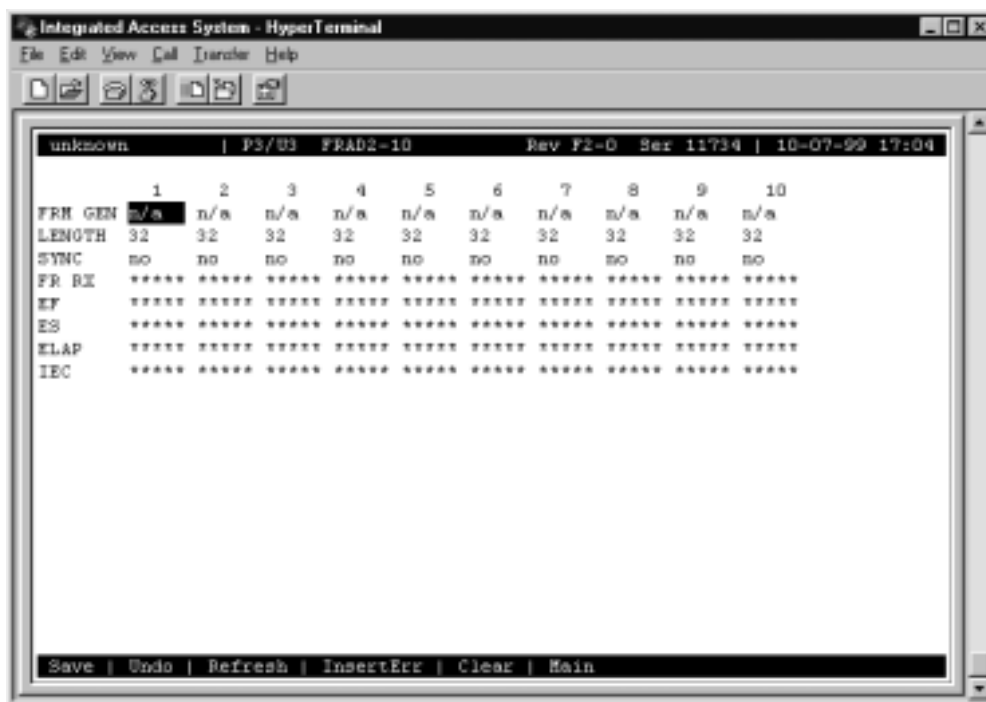 Integrated Access System - HyperTerminal
File Edit View Call Transfer Help
unknown | P3/U3 FRAD2-10 Rev F2-0 Ser 11734 | 10-07-99 17:04
1 2 3 4 5 6 7 8 9 10
FRM GEN n/a n/a n/a n/a n/a n/a n/a n/a n/a n/a
LENGTH 32 32 32 32 32 32 32 32 32 32
SYNC no no no no no no no no no no
FR RX ***** ***** ***** ***** ***** ***** ***** ***** ***** *****
EF ***** ***** ***** ***** ***** ***** ***** ***** ***** *****
ES ***** ***** ***** ***** ***** ***** ***** ***** ***** *****
ELAP ***** ***** ***** ***** ***** ***** ***** ***** ***** *****
IEC ***** ***** ***** ***** ***** ***** ***** ***** ***** *****
Save | Undo | Refresh | InsertErr | Clear | Main